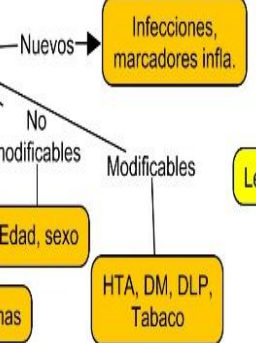 Nuevos
Infecciones,
marcadores infla.
No
modificables
Modificables
Edad, sexo
HTA, DM, DLP,
Tabaco